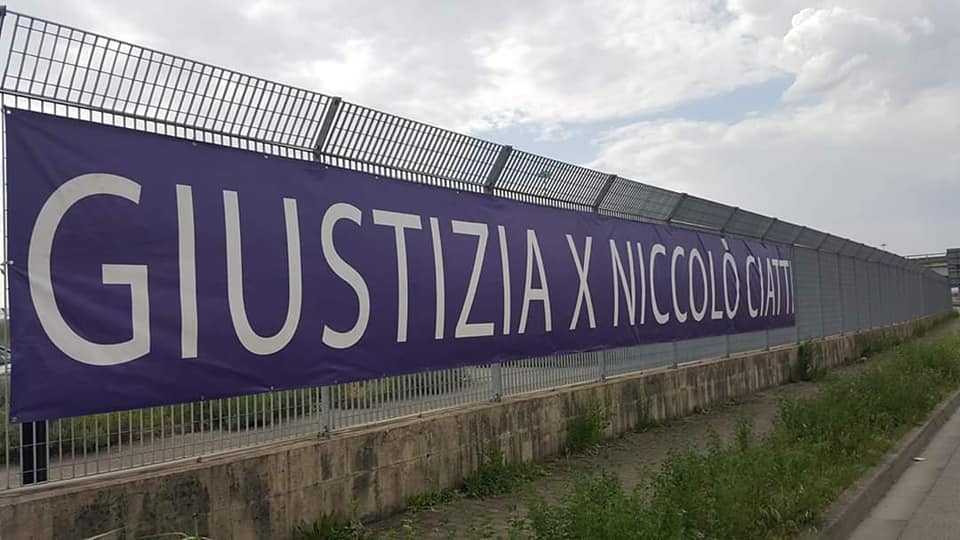 GIUSTIZIA X NICCOLÒ CIATTI